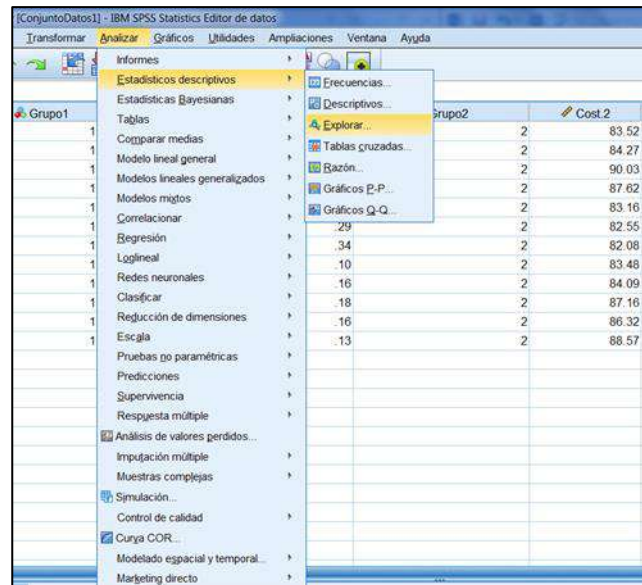 [ConjuntoDatos1] - IBM SPSS Statistics Editor de datos
Transformar Analizar Gráficos Utilidades Ampliaciones Ventana Ayuda
Informes
Estadísticos descriptivos
Estadísticas Bayesianas
Tablas
Comparar medias
Modelo lineal general
Modelos lineales generalizados
Modelos mixtos
Correlacionar
Regresión
Loglineal
Redes neuronales
Clasificar
Reducción de dimensiones
Escala
Pruebas no paramétricas
Predicciones
Supervivencia
Respuesta múltiple
Análisis de valores perdidos...
Imputación múltiple
Muestras complejas
Simulación...
Control de calidad
Curva COR...
Modelado espacial y temporal...
Marketing directo
Frecuencias...
Descriptivos...
Explorar...
Tablas cruzadas...
Razón...
Gráficos P-P...
Gráficos Q-Q...
Grupo1 Grupo2 Cost.2
1 2 83.52
1 2 84.27
1 2 90.03
1 2 87.62
1 2 83.16
1 .29 2 82.55
1 .34 2 82.08
1 .10 2 83.48
1 .16 2 84.09
1 .18 2 87.16
1 .16 2 86.32
1 .13 2 88.57